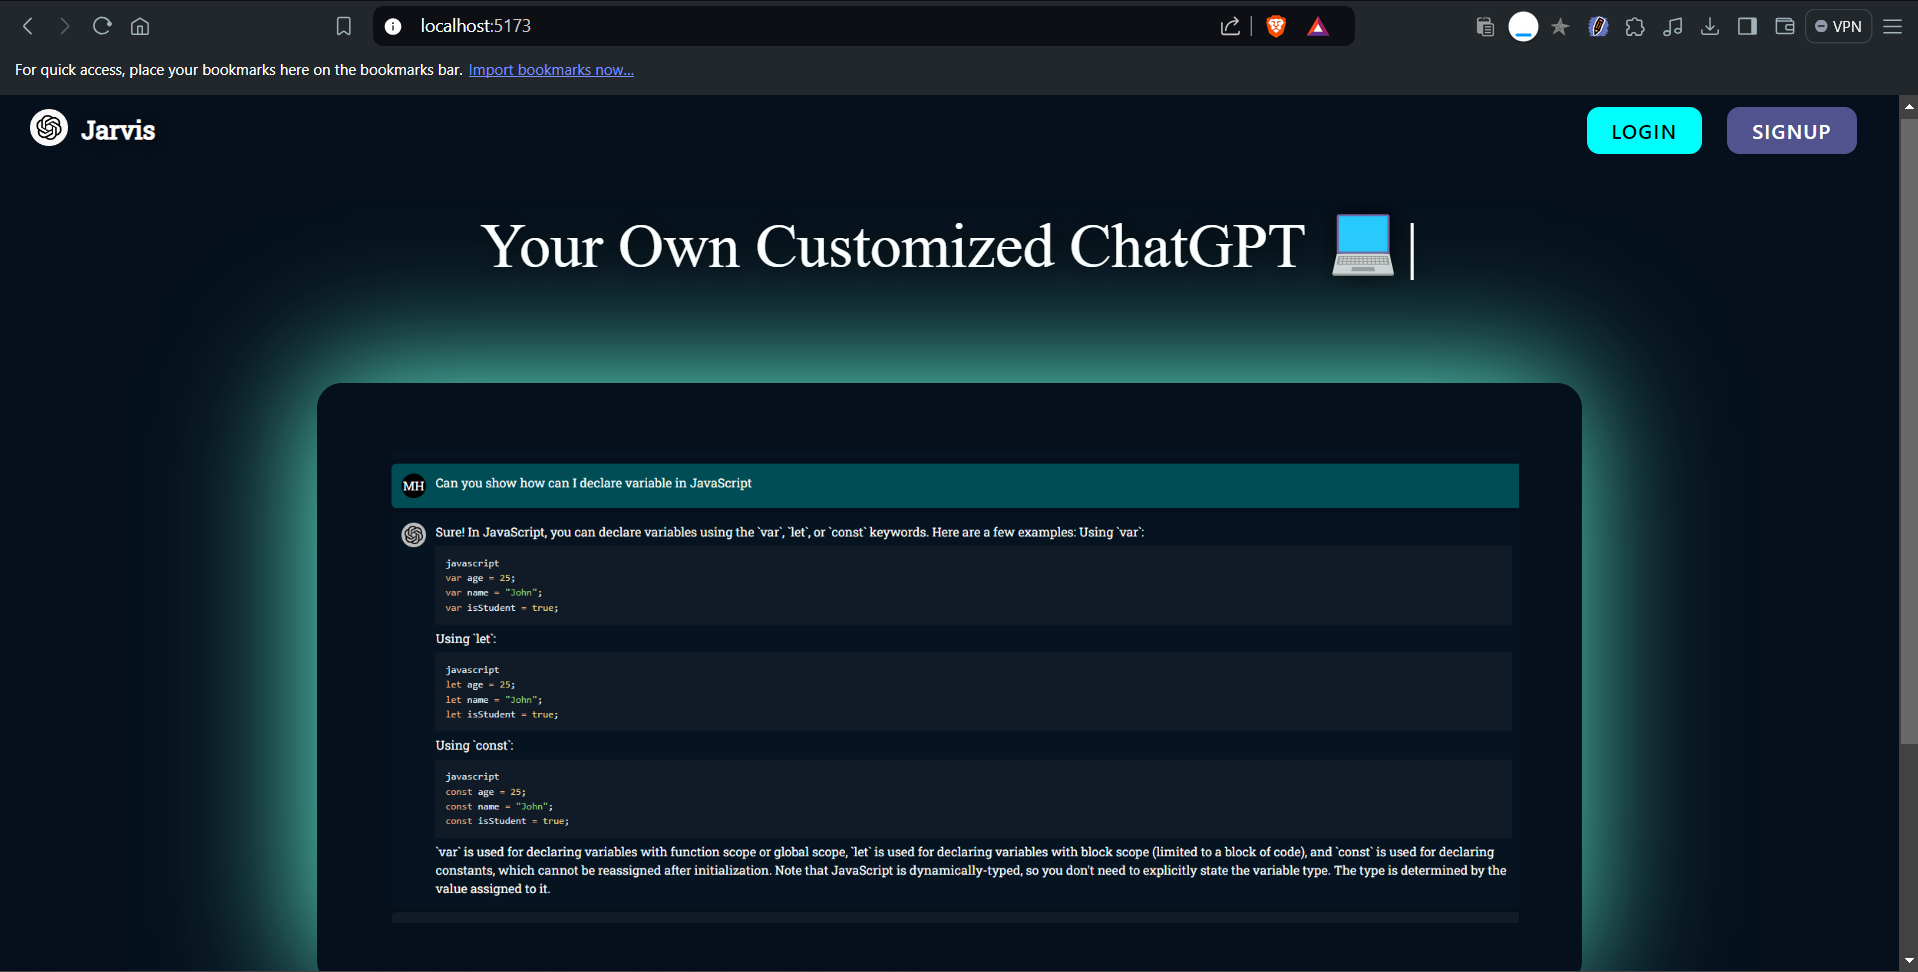 localhost:5173
VPN
For quick access, place your bookmarks here on the bookmarks bar. Import bookmarks now...
Jarvis
LOGIN
SIGNUP
Your Own Customized ChatGPT 💻 |
MH Can you show how can I declare variable in JavaScript
Sure! In JavaScript, you can declare variables using the `var`, `let`, or `const` keywords. Here are a few examples: Using `var`:
javascript
var age = 25;
var name = "John";
var isStudent = true;
Using `let`:
javascript
let age = 25;
let name = "John";
let isStudent = true;
Using `const`:
javascript
const age = 25;
const name = "John";
const isStudent = true;
`var` is used for declaring variables with function scope or global scope, `let` is used for declaring variables with block scope (limited to a block of code), and `const` is used for declaring
constants, which cannot be reassigned after initialization. Note that JavaScript is dynamically-typed, so you don't need to explicitly state the variable type. The type is determined by the
value assigned to it.